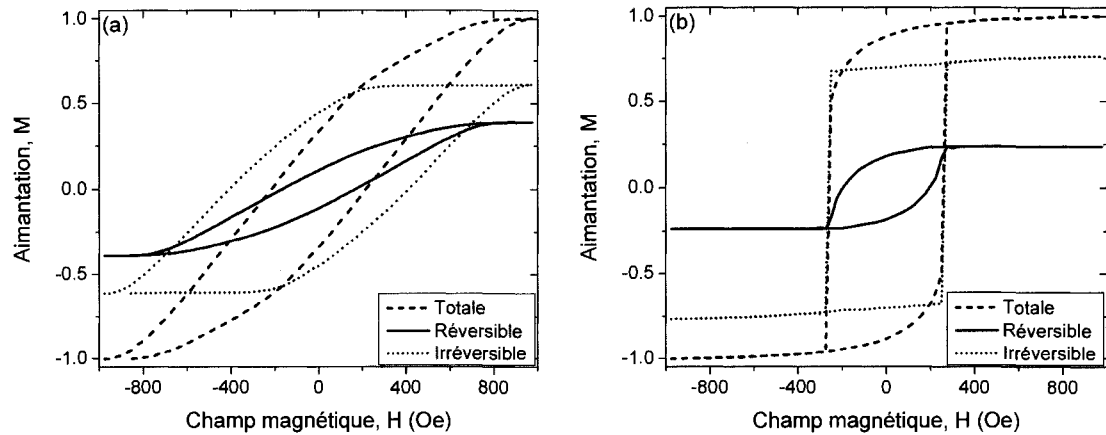 (a)
1.0
0.5
0.0
-0.5
-1.0
Aimantation, M
-800 -400 0 400 800
Champ magnétique, H (Oe)
Totale
Réversible
Irréversible
(b)
1.0
0.5
0.0
-0.5
-1.0
Aimantation, M
-800 -400 0 400 800
Champ magnétique, H (Oe)
Totale
Réversible
Irréversible